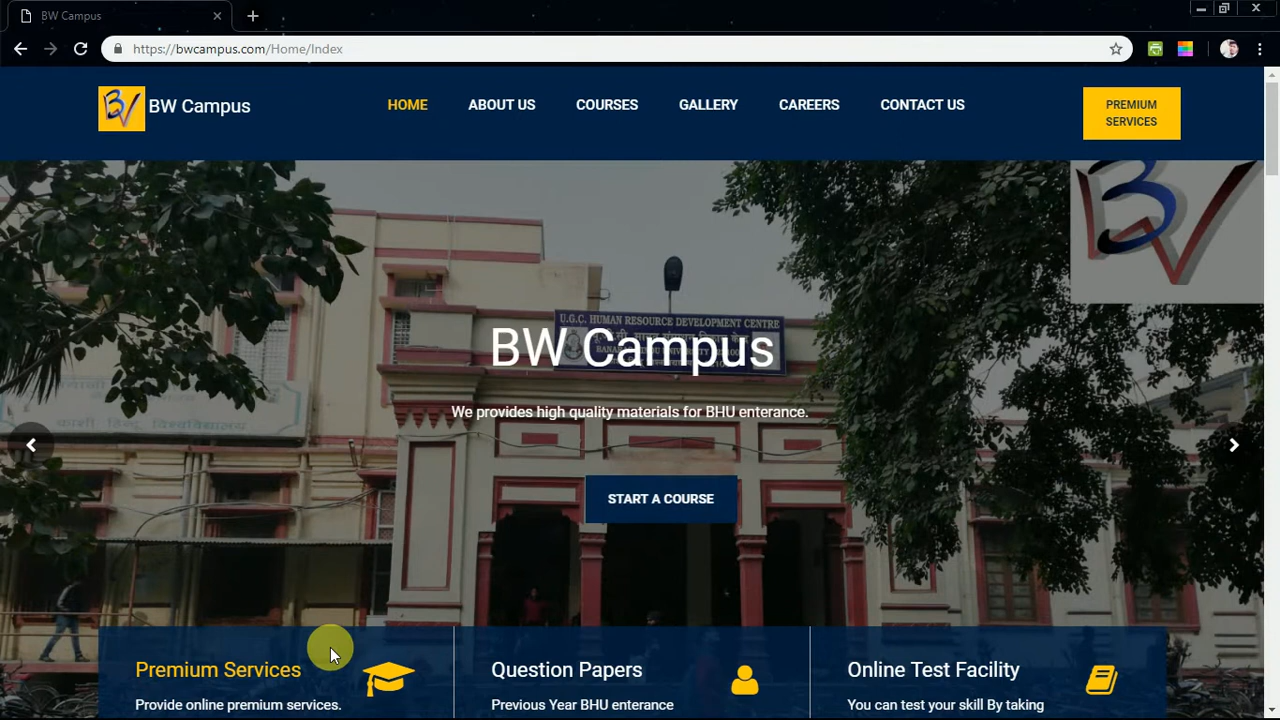 BW Campus
https://bwcampus.com/Home/Index
BW Campus
HOME ABOUT US COURSES GALLERY CAREERS CONTACT US
PREMIUM
SERVICES
U.G.C. HUMAN RESOURCE DEVELOPMENT CENTRE
BW Campus
We provides high quality materials for BHU enterance.
START A COURSE
Premium Services
Provide online premium services.
Question Papers
Previous Year BHU enterance
Online Test Facility
You can test your skill By taking